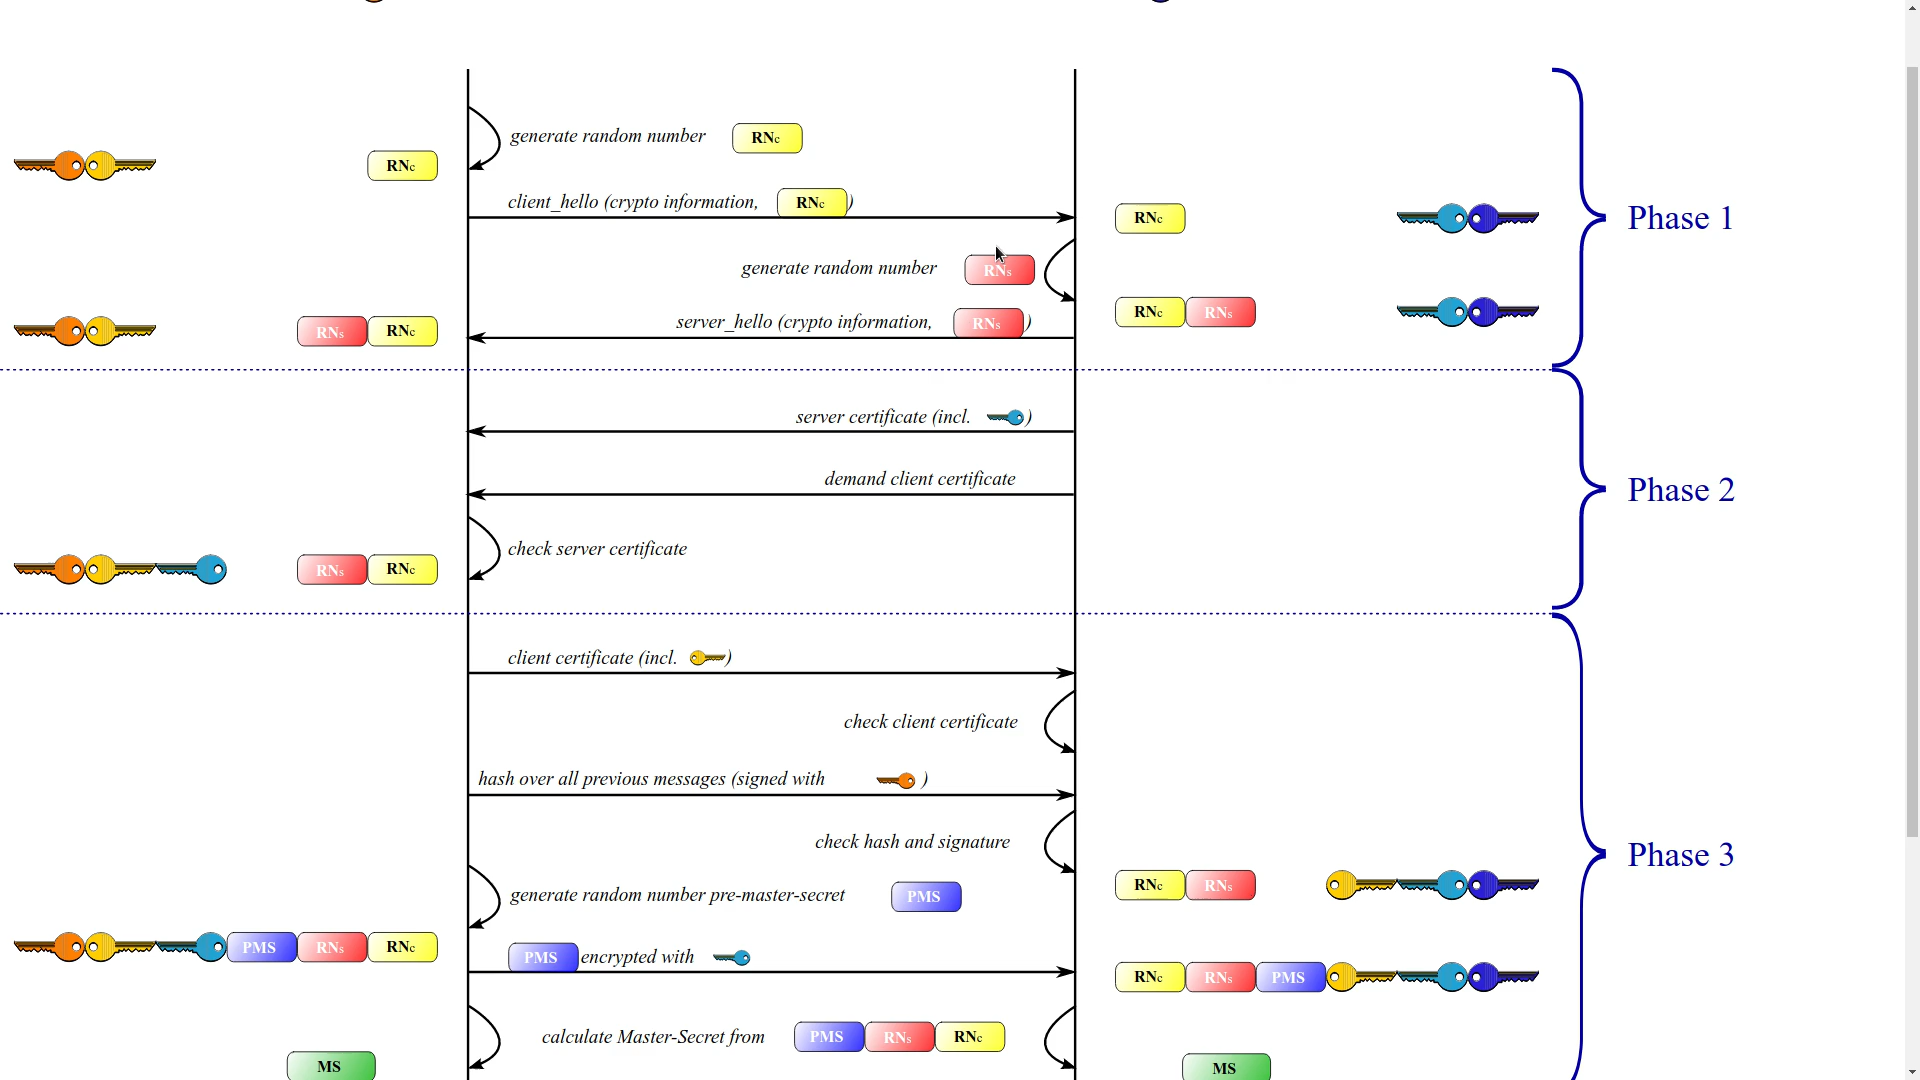 generate random number RNc
RNc
client_hello (crypto information, RNc )
RNc
Phase 1
generate random number RNs
RNc RNs
server_hello (crypto information, RNs )
RNs RNc
server certificate (incl. )
demand client certificate
Phase 2
check server certificate
RNs RNc
client certificate (incl. )
check client certificate
hash over all previous messages (signed with )
check hash and signature
Phase 3
RNc RNs
generate random number pre-master-secret PMS
PMS RNs RNc
PMS encrypted with
RNc RNs PMS
calculate Master-Secret from PMS RNs RNc
MS
MS